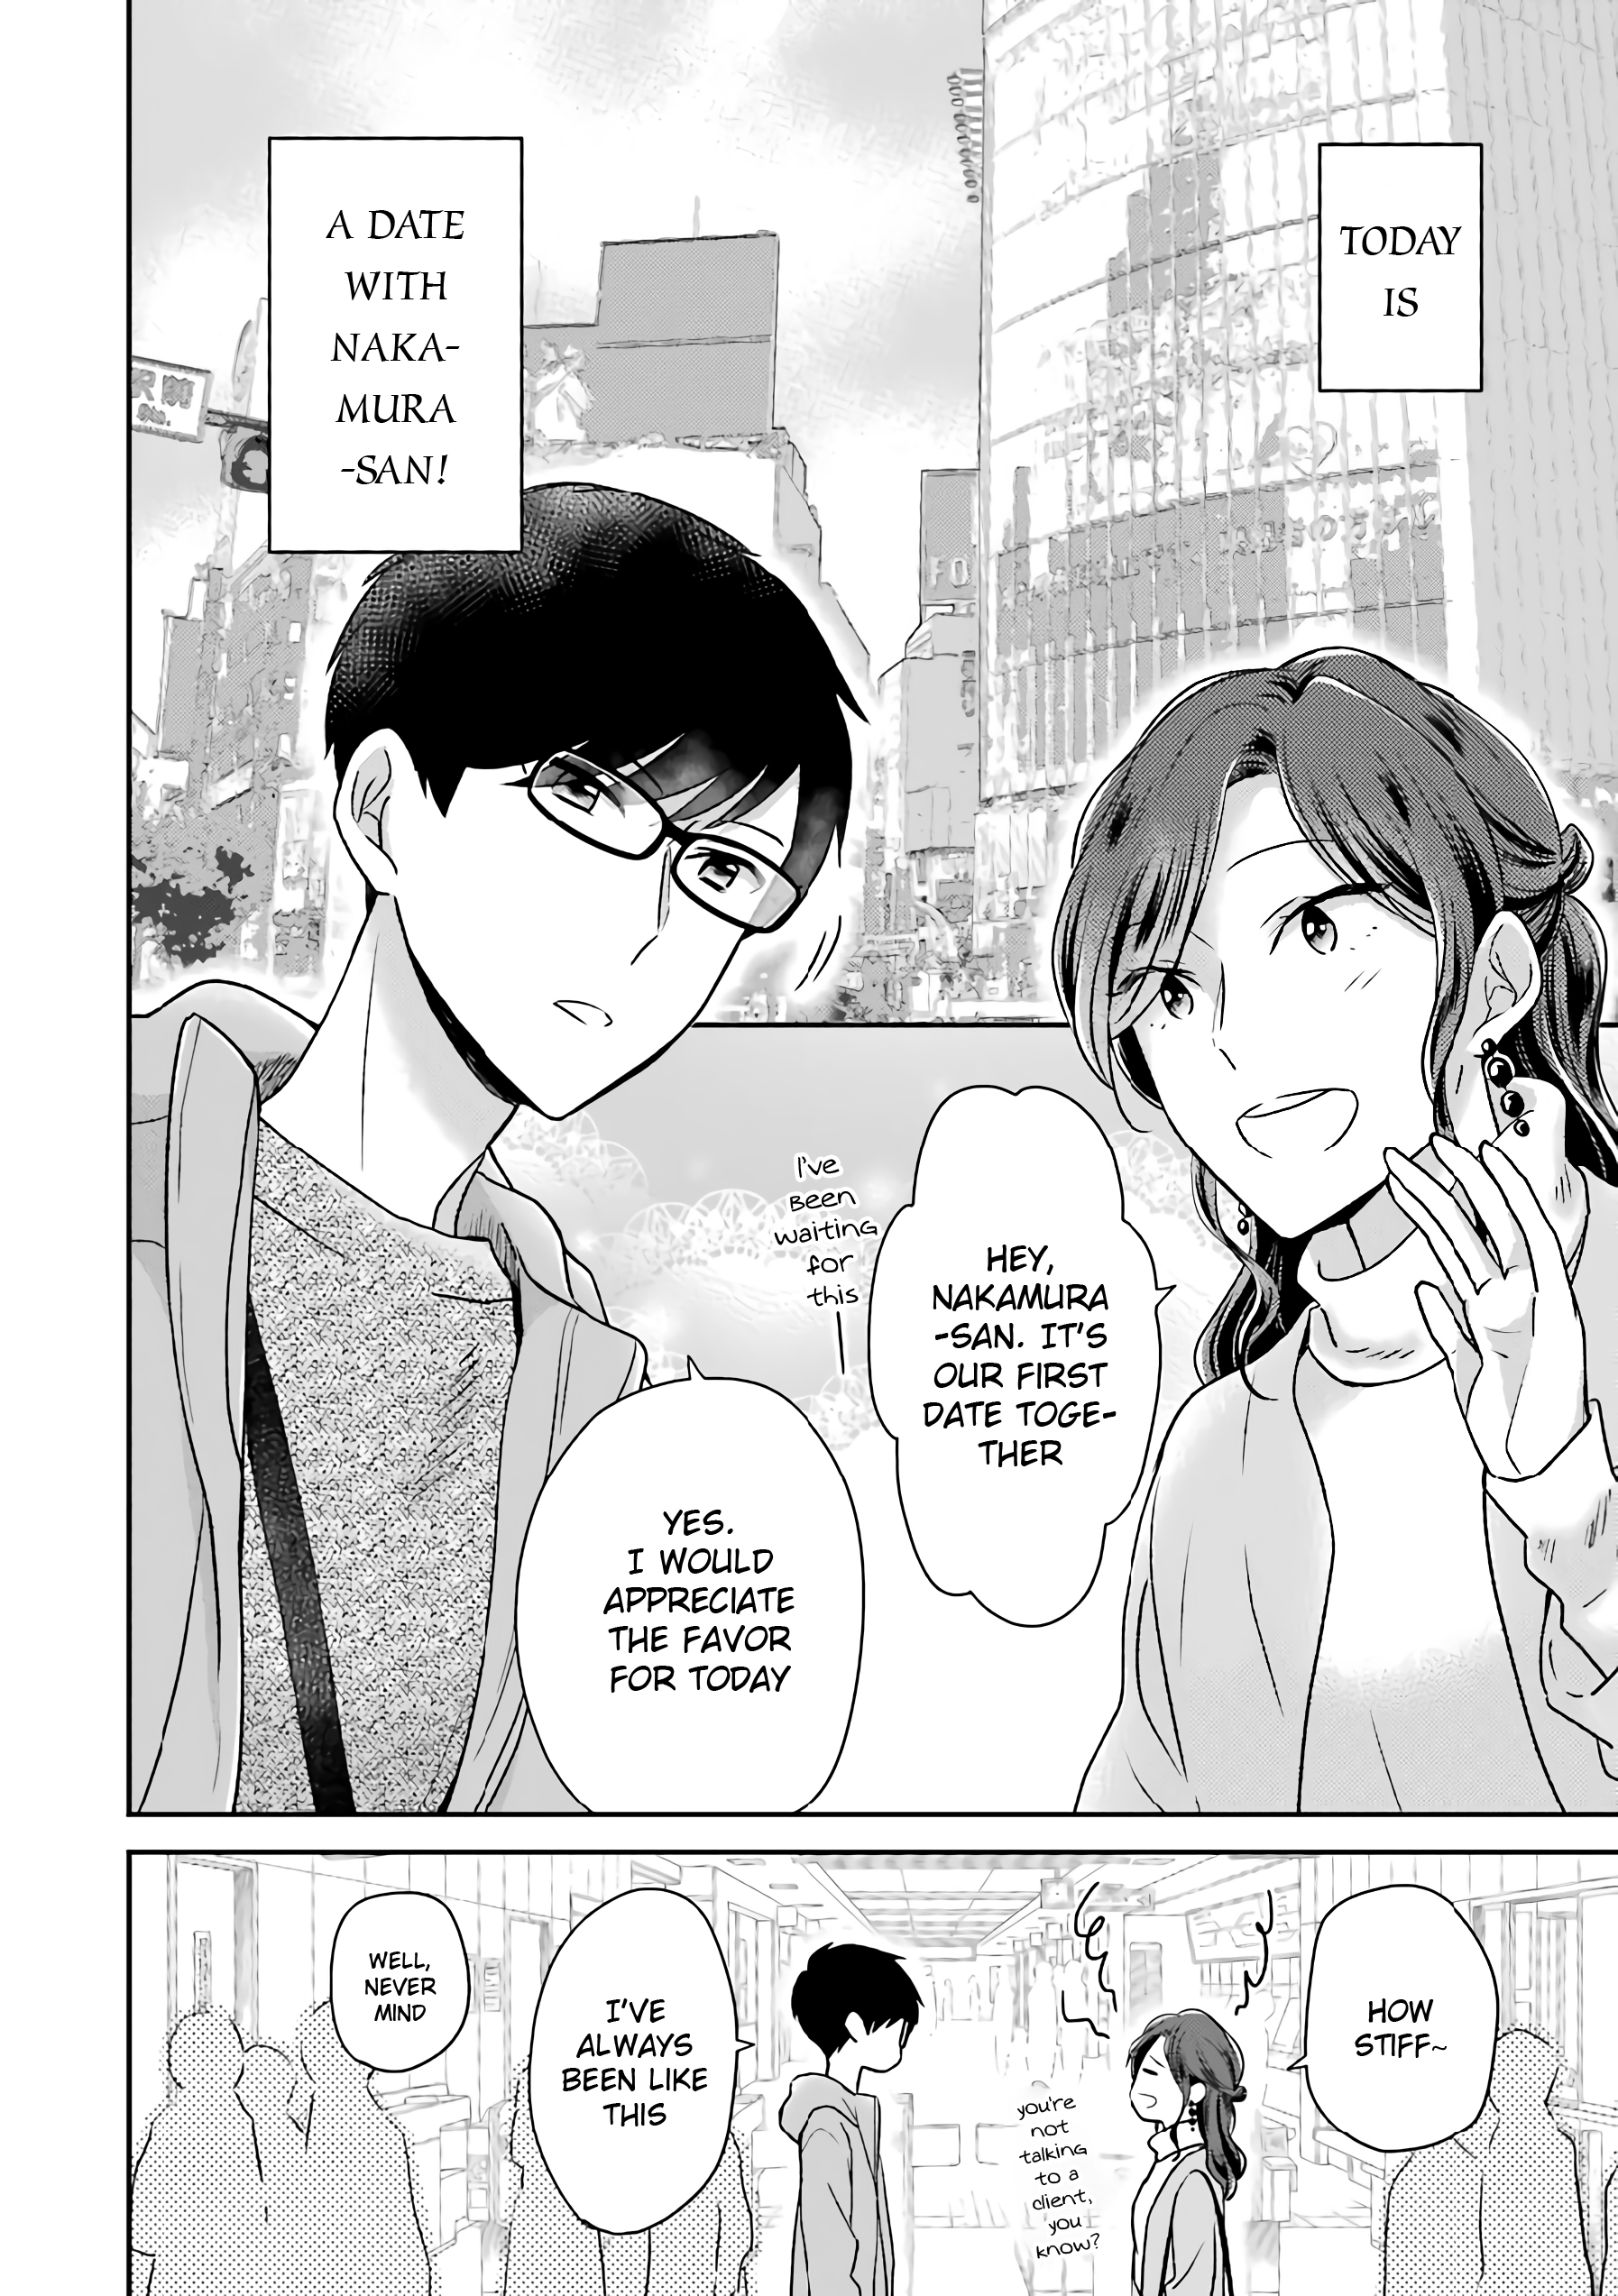 TODAY
IS
A DATE
WITH
NAKA-
MURA
-SAN!
HEY,
NAKAMURA
-SAN. IT'S
OUR FIRST
DATE TOGE-
THER
I've
Been
waiting
for
this
YES.
I WOULD
APPRECIATE
THE FAVOR
FOR TODAY
HOW
STIFF~
you're
not
talking
to a
client,
you
know?
I'VE
ALWAYS
BEEN LIKE
THIS
WELL,
NEVER
MIND